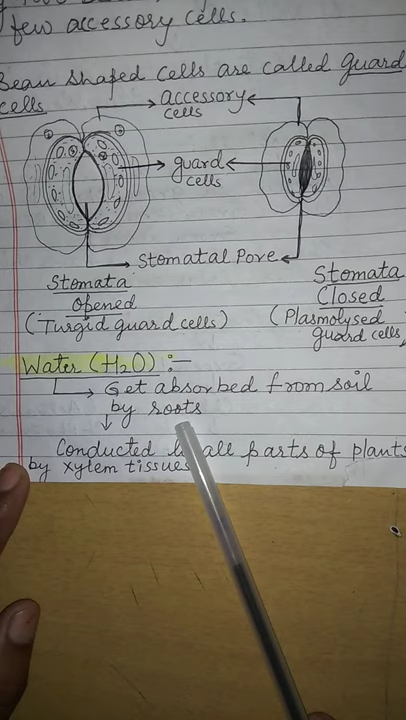 few accessory cells.
Bean shaped cells are called guard
cells
accessory
cells
guard
cells
Stomatal Pore
Stomata
Opened
(Turgid guard cells)
Stomata
Closed
(Plasmolysed
guard cells)
Water (H₂O) :-
Get absorbed from soil
by roots
Conducted all parts of plants
by xylem tissues